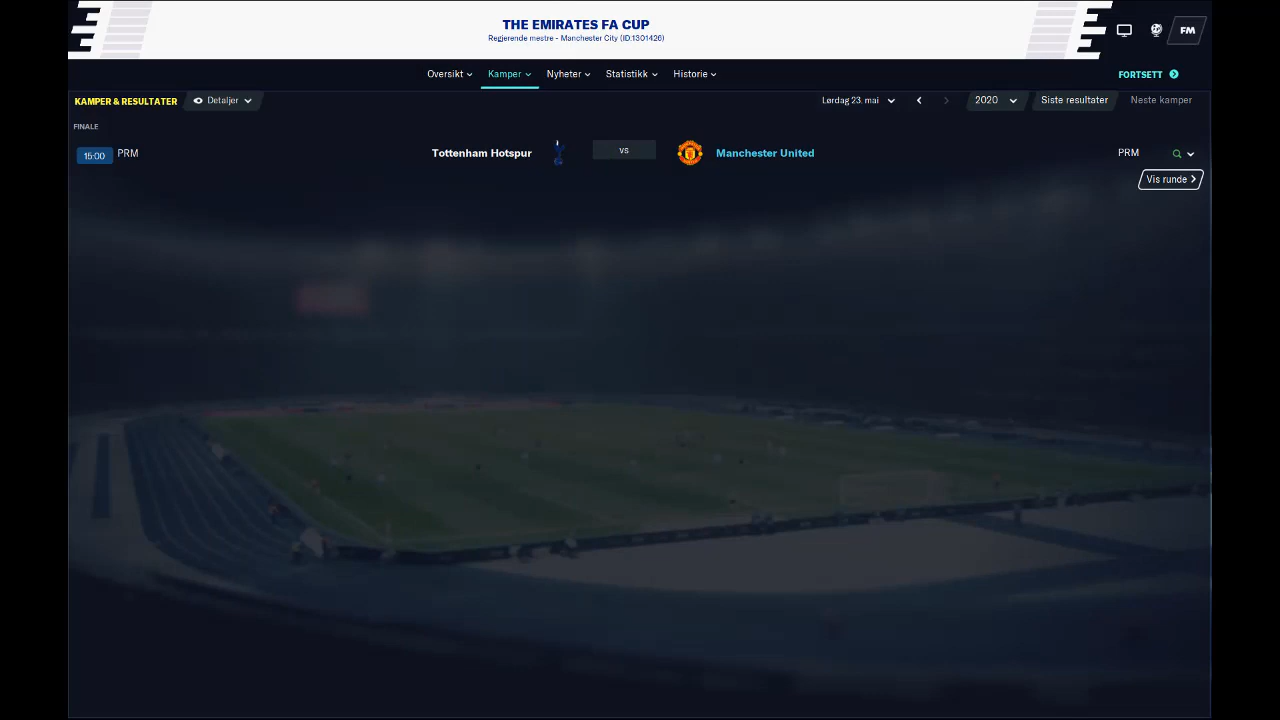 THE EMIRATES FA CUP
Regjerende mestre - Manchester City (ID:1301426)
FM
Oversikt Kamper Nyheter Statistikk Historie
FORTSETT
KAMPER & RESULTATER Detaljer Lørdag 23. mai 2020 Siste resultater Neste kamper
FINALE
15:00 PRM Tottenham Hotspur vs Manchester United PRM
Vis runde